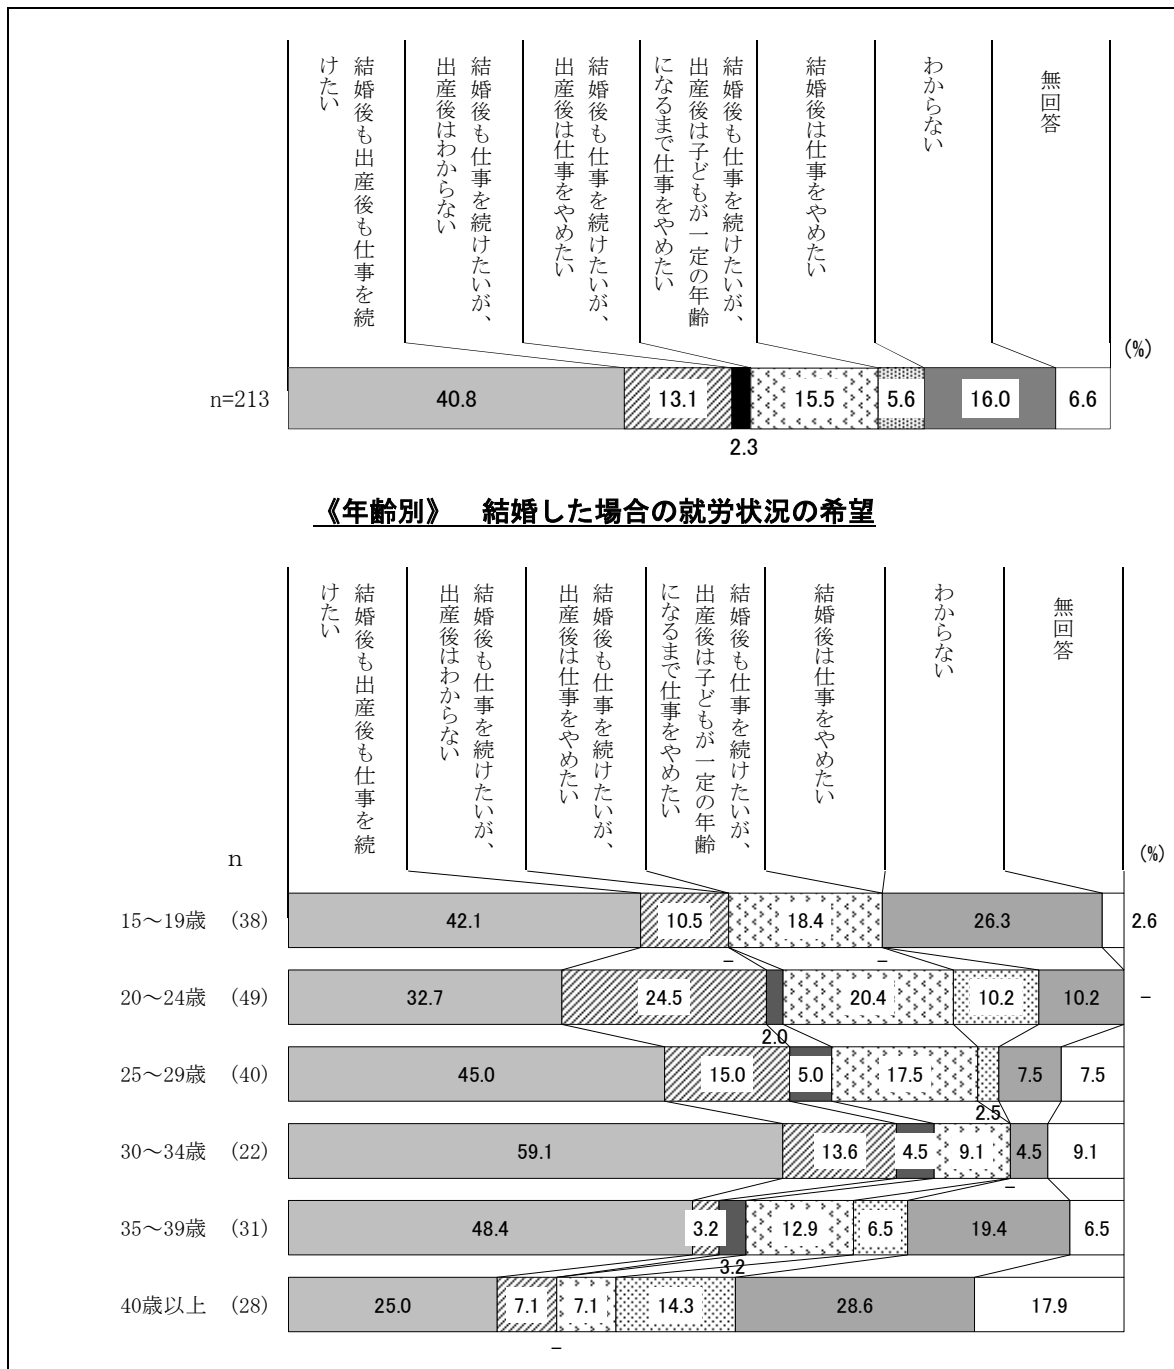 結婚後も出産後も仕事を続
けたい
結婚後も仕事を続けたいが、
出産後はわからない
結婚後も仕事を続けたいが、
出産後は仕事をやめたい
結婚後も仕事を続けたいが、
出産後は子どもが一定の年齢
になるまで仕事をやめたい
結婚後は仕事をやめたい
わからない
無回答
(%)
n=213 40.8 13.1 15.5 5.6 16.0 6.6
2.3
《年齢別》 結婚した場合の就労状況の希望
結婚後も出産後も仕事を続
けたい
結婚後も仕事を続けたいが、
出産後はわからない
結婚後も仕事を続けたいが、
出産後は仕事をやめたい
結婚後も仕事を続けたいが、
出産後は子どもが一定の年齢
になるまで仕事をやめたい
結婚後は仕事をやめたい
わからない
無回答
n (%)
15～19歳 (38) 42.1 10.5 18.4 26.3 2.6
- -
20～24歳 (49) 32.7 24.5 20.4 10.2 10.2 -
2.0
25～29歳 (40) 45.0 15.0 5.0 17.5 7.5 7.5
2.5
30～34歳 (22) 59.1 13.6 4.5 9.1 4.5 9.1
-
35～39歳 (31) 48.4 3.2 12.9 6.5 19.4 6.5
3.2
40歳以上 (28) 25.0 7.1 7.1 14.3 28.6 17.9
-